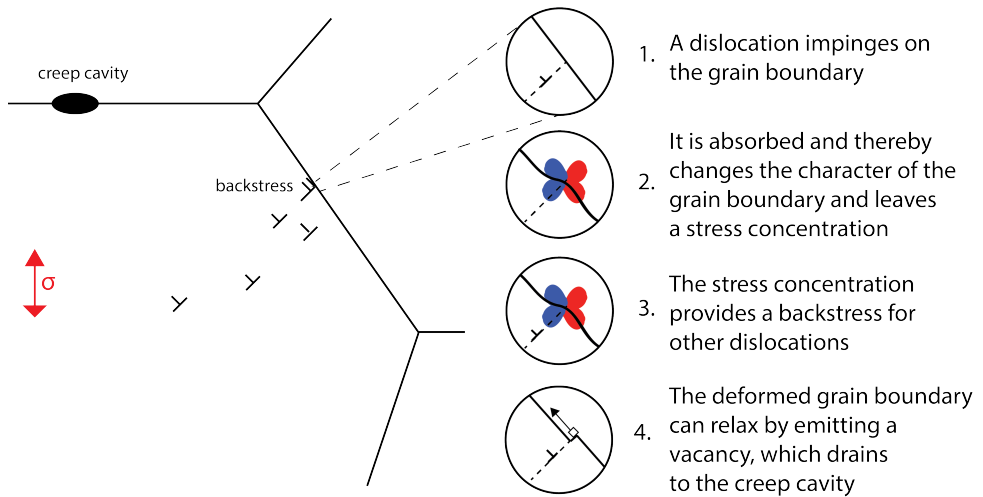 creep cavity
backstress
σ
1. A dislocation impinges on
the grain boundary
2. It is absorbed and thereby
changes the character of the
grain boundary and leaves
a stress concentration
3. The stress concentration
provides a backstress for
other dislocations
4. The deformed grain boundary
can relax by emitting a
vacancy, which drains
to the creep cavity